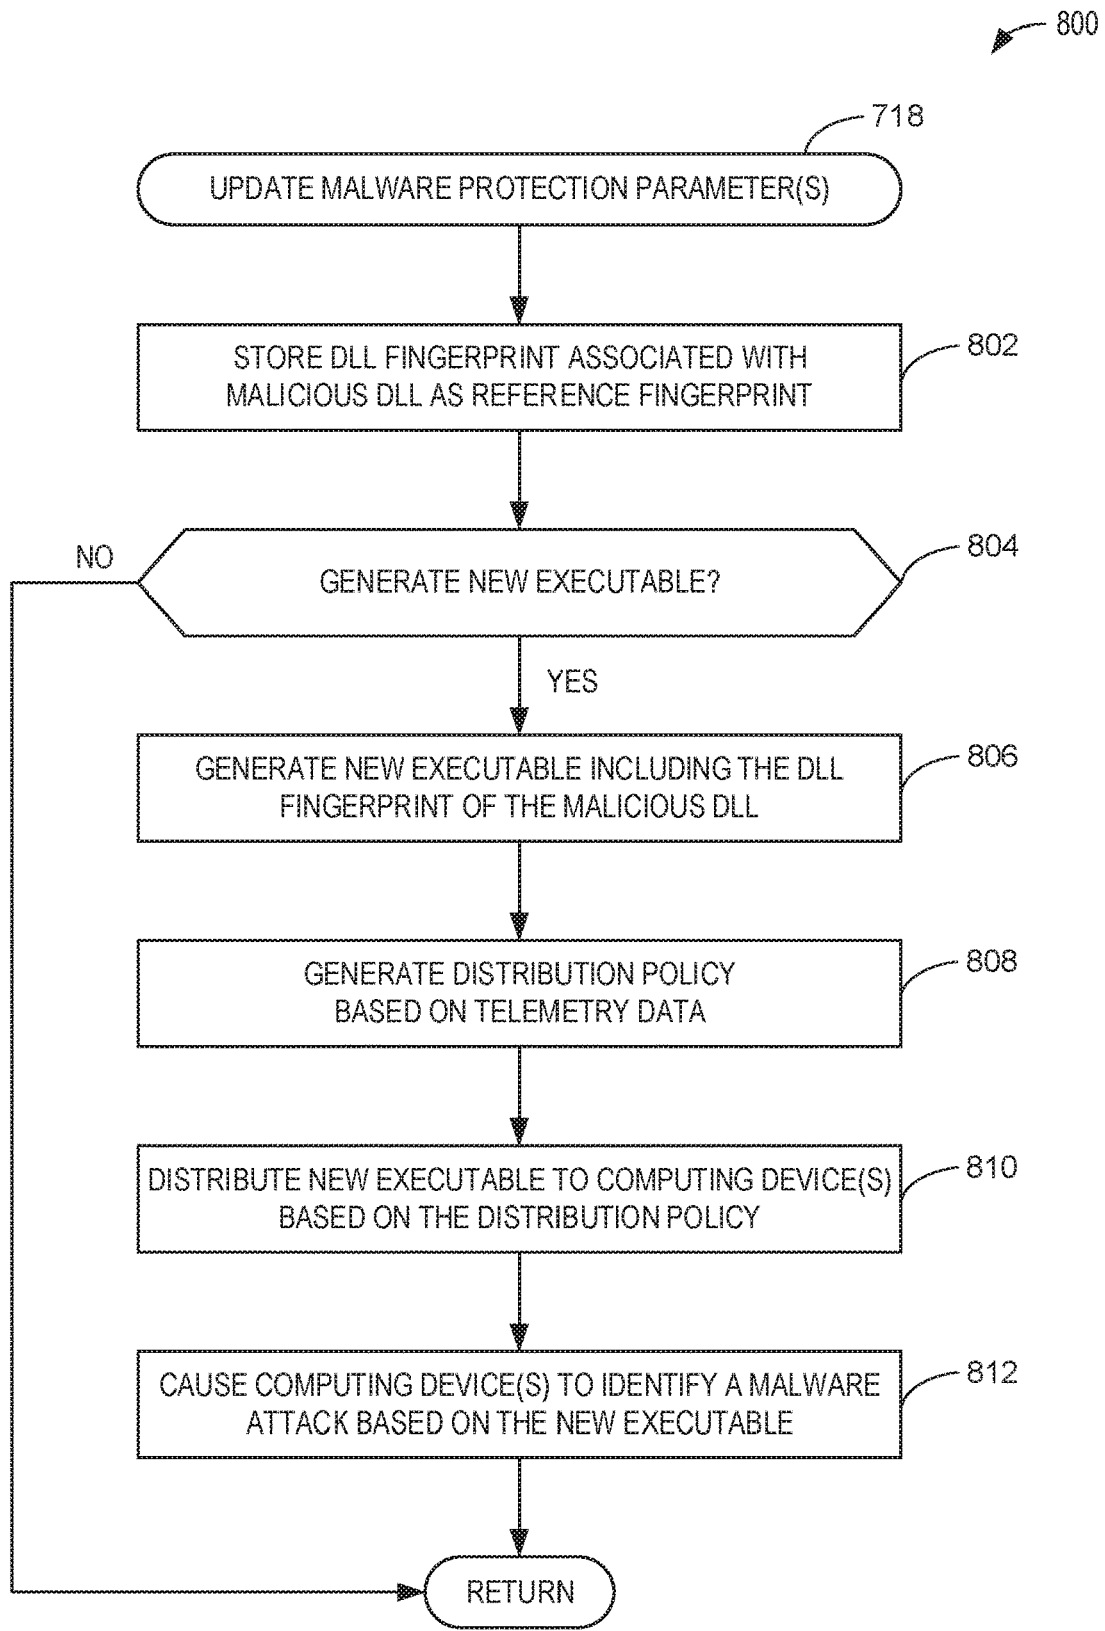 800
718
UPDATE MALWARE PROTECTION PARAMETER(S)
STORE DLL FINGERPRINT ASSOCIATED WITH
MALICIOUS DLL AS REFERENCE FINGERPRINT
802
NO
GENERATE NEW EXECUTABLE?
804
YES
GENERATE NEW EXECUTABLE INCLUDING THE DLL
FINGERPRINT OF THE MALICIOUS DLL
806
GENERATE DISTRIBUTION POLICY
BASED ON TELEMETRY DATA
808
DISTRIBUTE NEW EXECUTABLE TO COMPUTING DEVICE(S)
BASED ON THE DISTRIBUTION POLICY
810
CAUSE COMPUTING DEVICE(S) TO IDENTIFY A MALWARE
ATTACK BASED ON THE NEW EXECUTABLE
812
RETURN